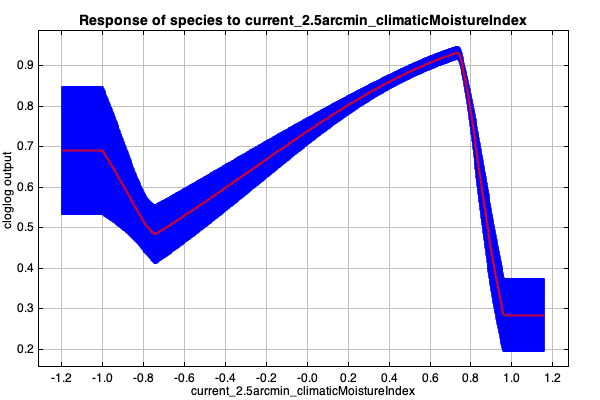 Response of species to current_2.5arcmin_climaticMoistureIndex
cloglog output
0.9
0.8
0.7
0.6
0.5
0.4
0.3
0.2
-1.2 -1.0 -0.8 -0.6 -0.4 -0.2 -0.0 0.2 0.4 0.6 0.8 1.0 1.2
current_2.5arcmin_climaticMoistureIndex